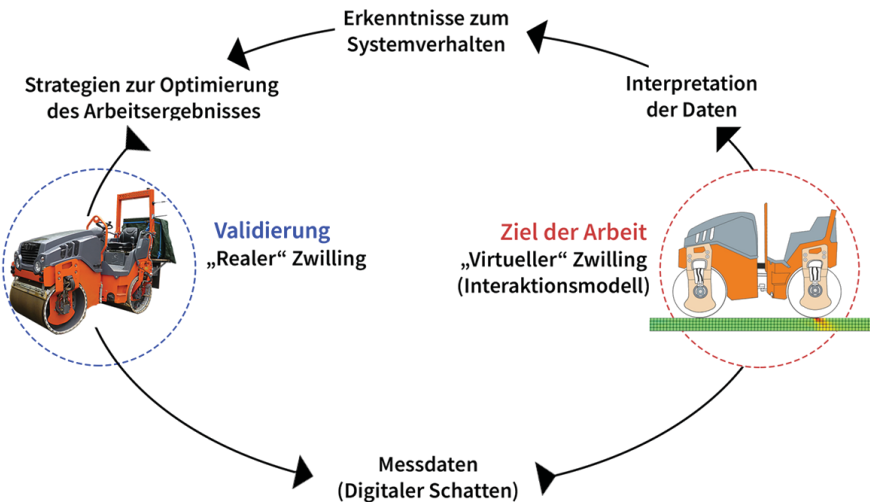 Erkenntnisse zum
Systemverhalten
Strategien zur Optimierung
des Arbeitsergebnisses
Interpretation
der Daten
Validierung
„Realer“ Zwilling
Ziel der Arbeit
„Virtueller“ Zwilling
(Interaktionsmodell)
Messdaten
(Digitaler Schatten)